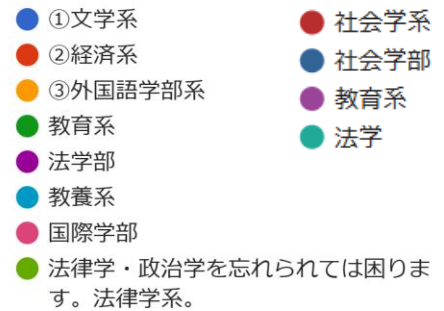 ①文学系
②経済系
③外国語学部系
教育系
法学部
教養系
国際学部
法律学・政治学を忘れられては困りま
す。法律学系。
社会学系
社会学部
教育系
法学